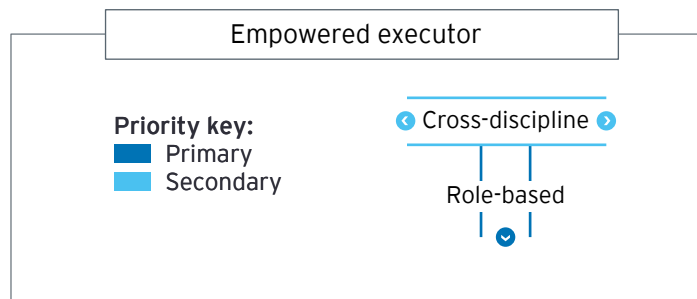 Empowered executor
Priority key:
Primary
Secondary
Cross-discipline
Role-based